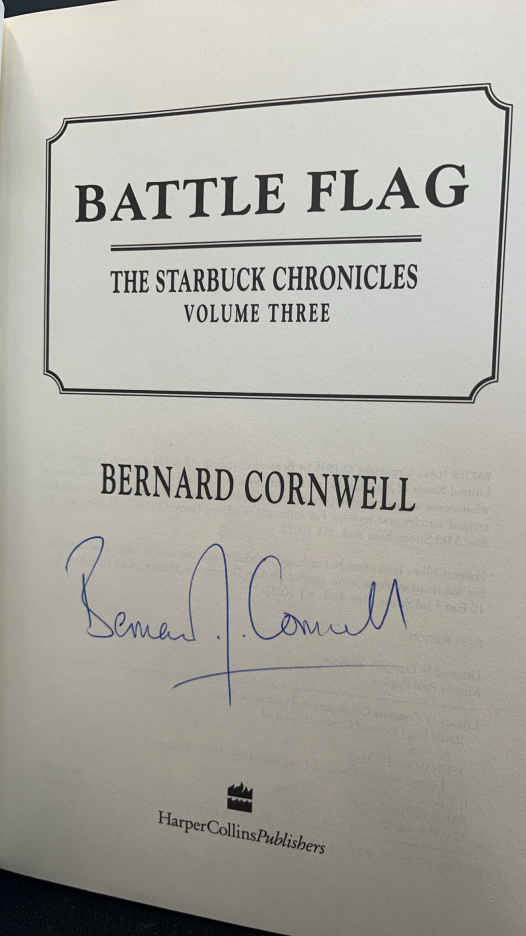 BATTLE FLAG
THE STARBUCK CHRONICLES
VOLUME THREE
BERNARD CORNWELL
Bernard Cornwell
HarperCollinsPublishers